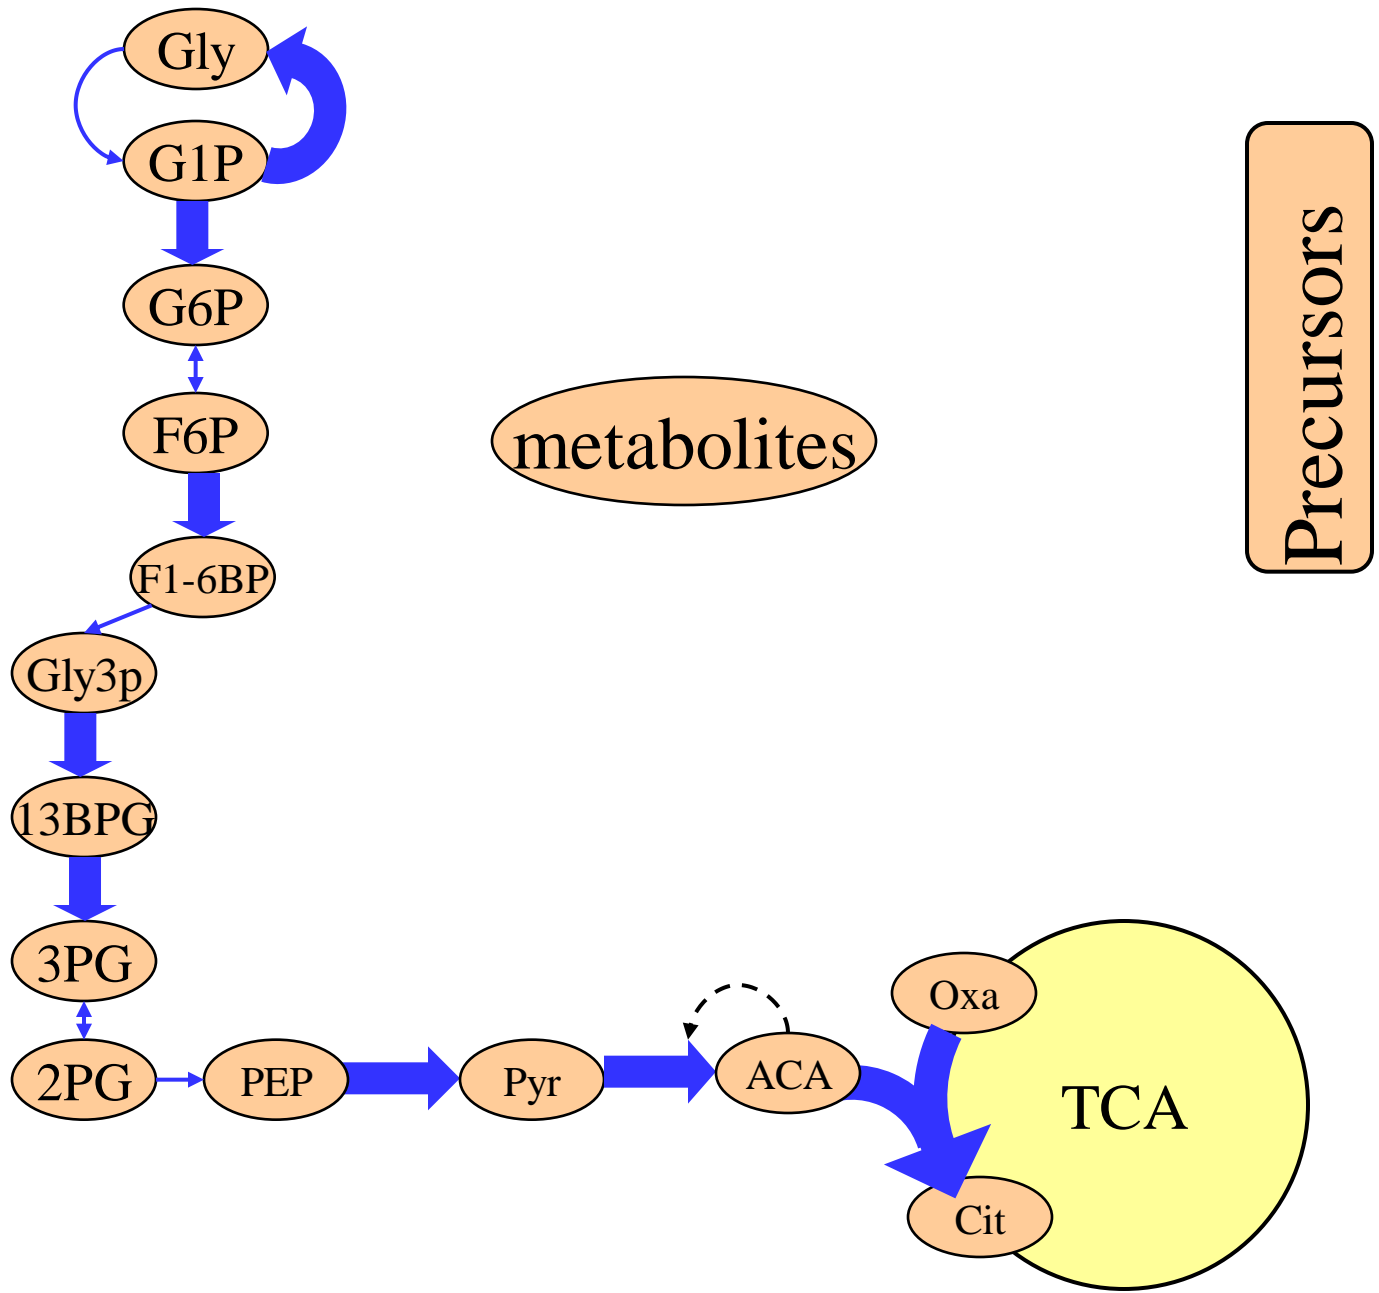 Gly
G1P
G6P
F6P
metabolites
Precursors
F1-6BP
Gly3p
13BPG
3PG
2PG
PEP
Pyr
ACA
Oxa
TCA
Cit